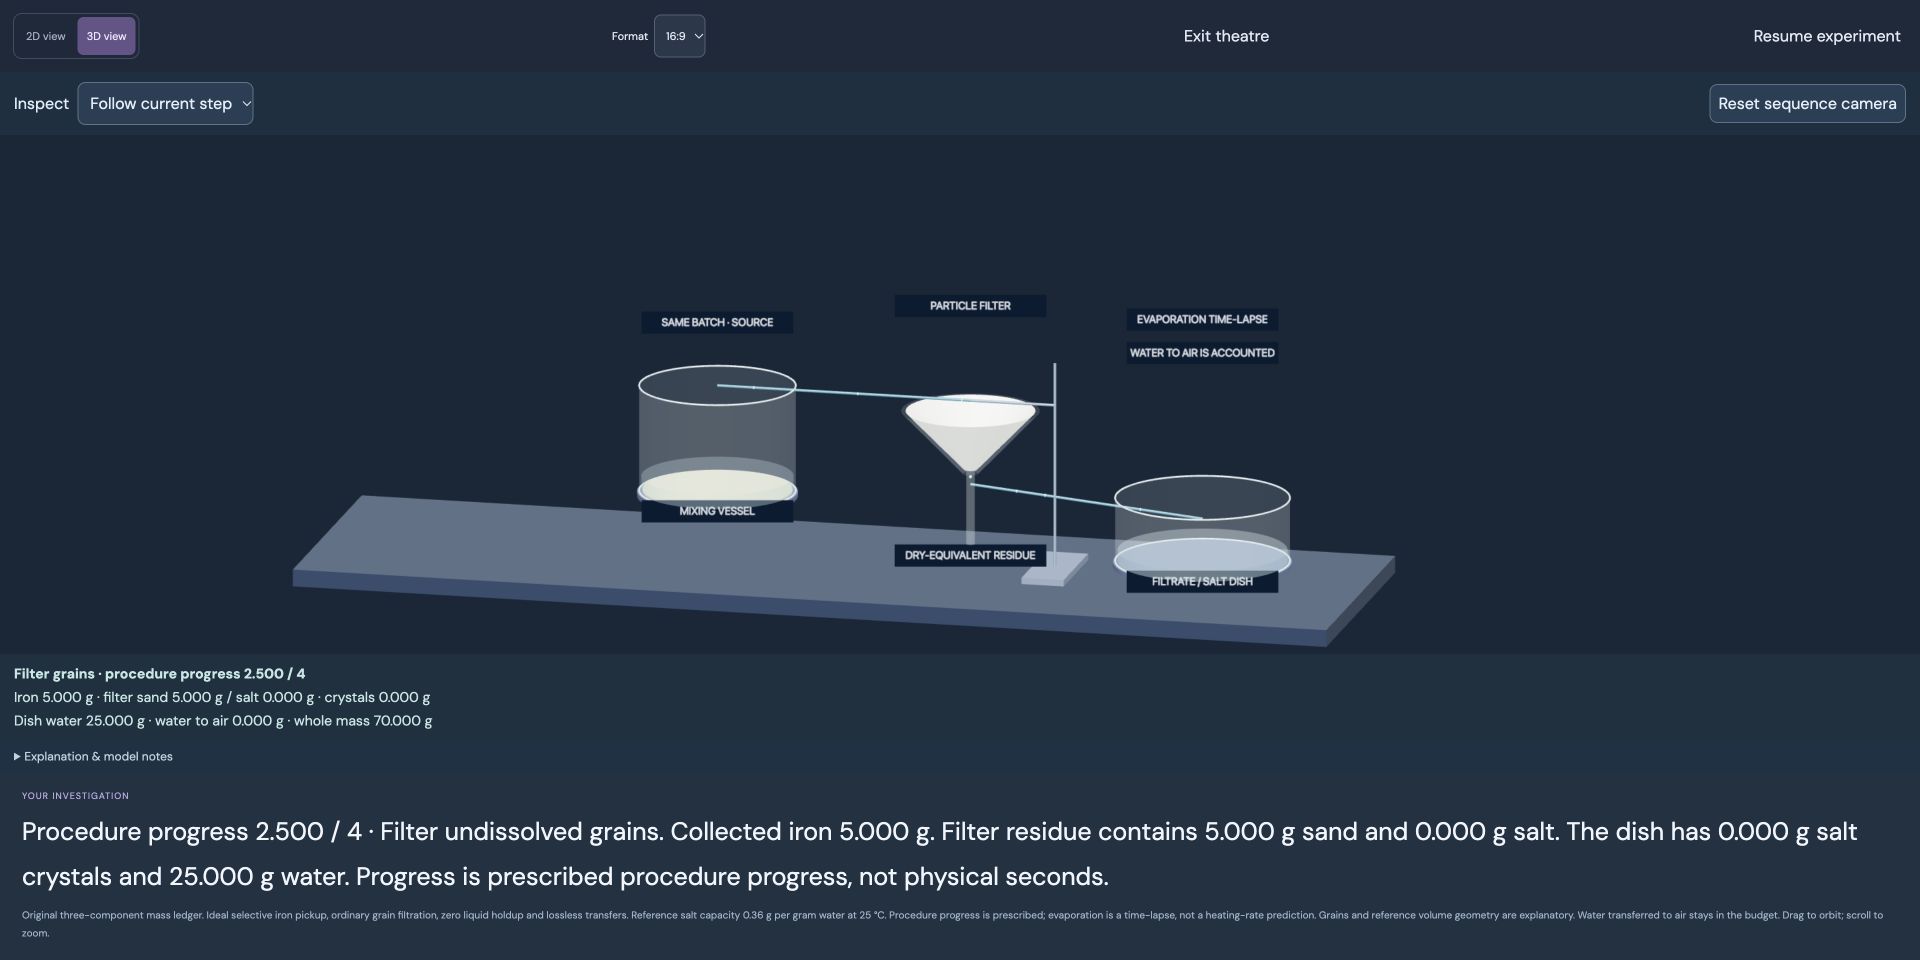 2D view
3D view
Format
16:9
Exit theatre
Resume experiment
Inspect
Follow current step
Reset sequence camera
PARTICLE FILTER
SAME BATCH · SOURCE
EVAPORATION TIME-LAPSE
WATER TO AIR IS ACCOUNTED
MIXING VESSEL
DRY-EQUIVALENT RESIDUE
FILTRATE / SALT DISH
Filter grains · procedure progress 2.500 / 4
Iron 5.000 g · filter sand 5.000 g / salt 0.000 g · crystals 0.000 g
Dish water 25.000 g · water to air 0.000 g · whole mass 70.000 g
Explanation & model notes
YOUR INVESTIGATION
Procedure progress 2.500 / 4 · Filter undissolved grains. Collected iron 5.000 g. Filter residue contains 5.000 g sand and 0.000 g salt. The dish has 0.000 g salt
crystals and 25.000 g water. Progress is prescribed procedure progress, not physical seconds.
Original three-component mass ledger. Ideal selective iron pickup, ordinary grain filtration, zero liquid holdup and lossless transfers. Reference salt capacity 0.36 g per gram water at 25 °C. Procedure progress is prescribed; evaporation is a time-lapse, not a heating-rate prediction. Grains and reference volume geometry are explanatory. Water transferred to air stays in the budget. Drag to orbit; scroll to
zoom.